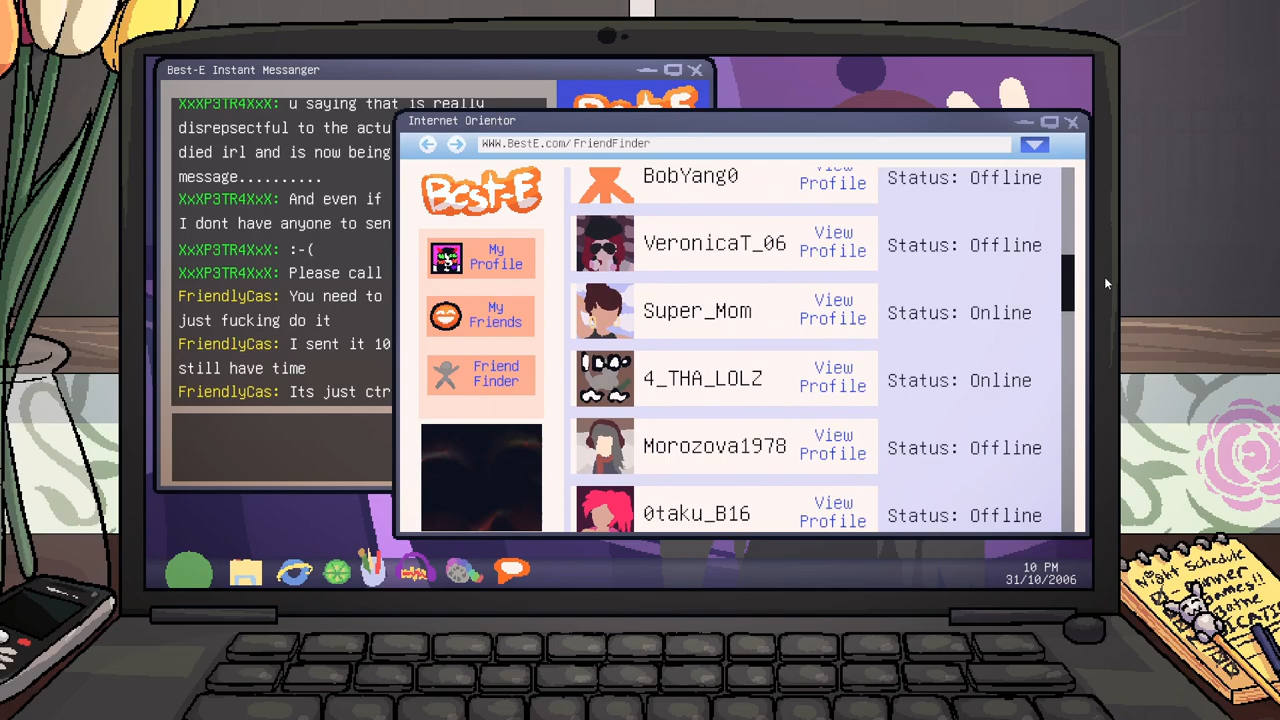 Best-E Instant Messanger
XxXP3TR4XxX: u saying that is really
disrepsectful to the actu
died irl and is now being
message..........
XxXP3TR4XxX: And even if
I dont have anyone to sen
XxXP3TR4XxX: :-(
XxXP3TR4XxX: Please call
FriendlyCas: You need to
just fucking do it
FriendlyCas: I sent it 10
still have time
FriendlyCas: Its just ctr
Best-E
Internet Orientor
WWW.BestE.com/FriendFinder
Best-E
My
Profile
My
Friends
Friend
Finder
BobYang0
View
Profile
Status: Offline
VeronicaT_06
View
Profile
Status: Offline
Super_Mom
View
Profile
Status: Online
4_THA_LOLZ
View
Profile
Status: Online
Morozova1978
View
Profile
Status: Offline
0taku_B16
View
Profile
Status: Offline
10 PM
31/10/2006
Night Schedule
Dinner
Games!!